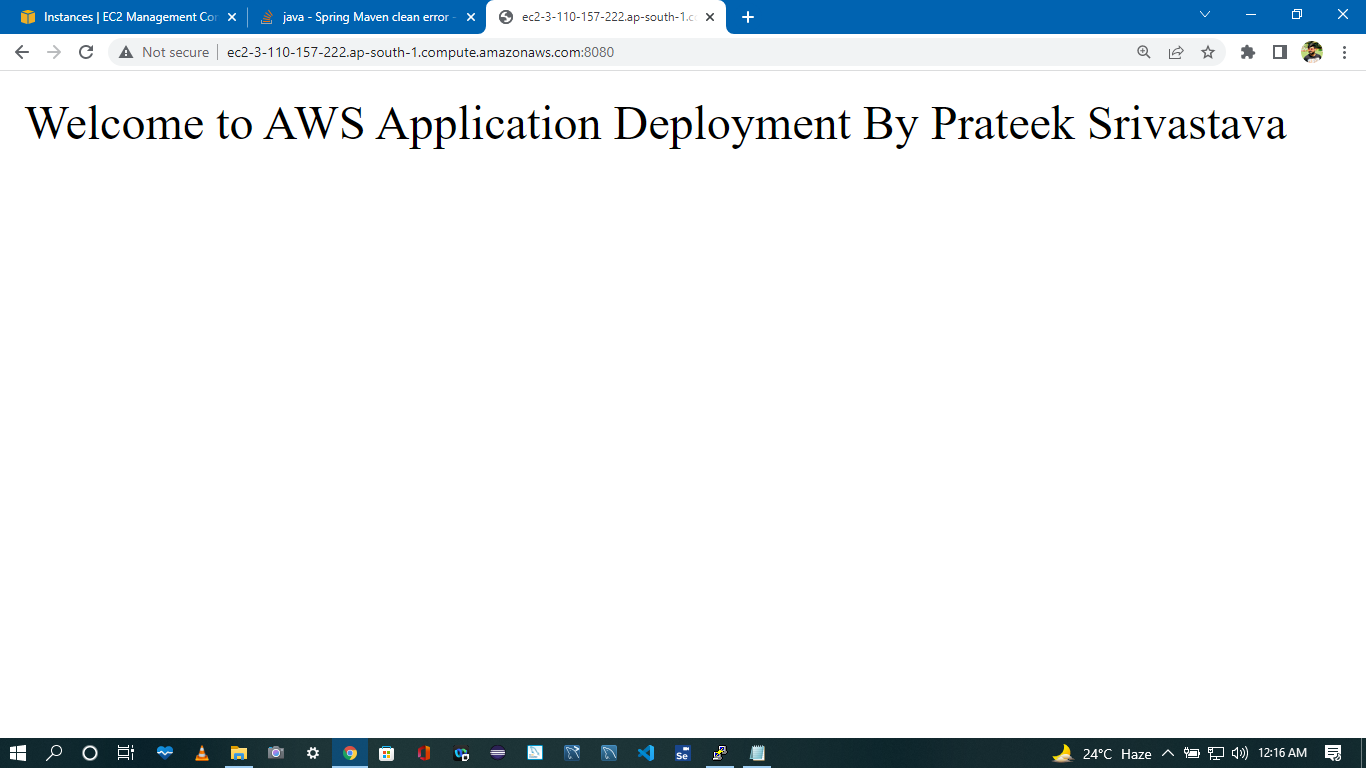 Instances | EC2 Management Cor
java - Spring Maven clean error -
ec2-3-110-157-222.ap-south-1.c
Not secure
ec2-3-110-157-222.ap-south-1.compute.amazonaws.com:8080
Welcome to AWS Application Deployment By Prateek Srivastava
Se
24°C Haze
12:16 AM